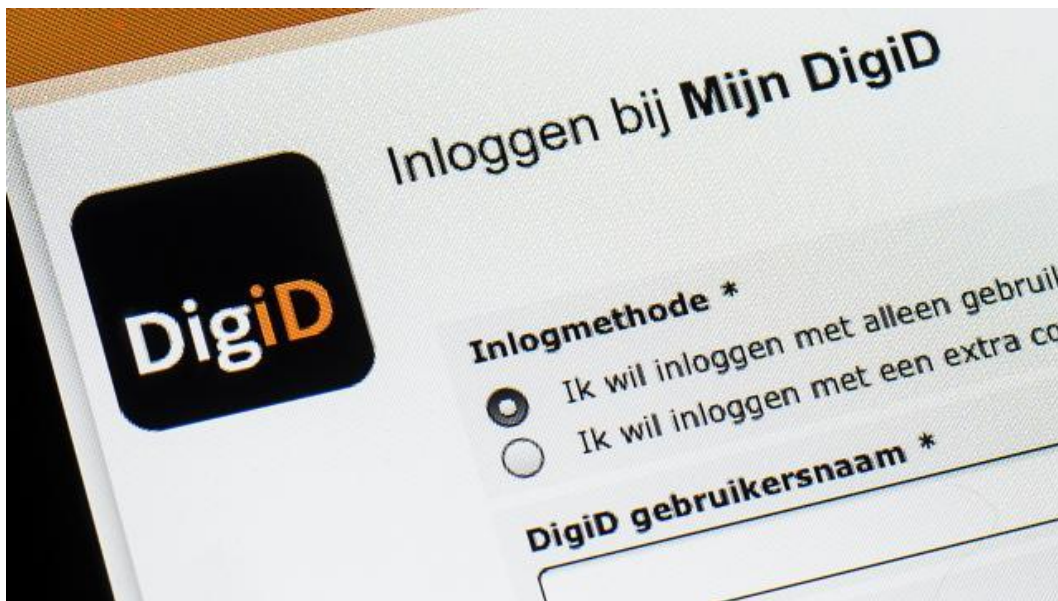 Inloggen bij Mijn DigiD
DigiD
Inlogmethode *
Ik wil inloggen met alleen
Ik wil inloggen met een extra
DigiD gebruikersnaam *